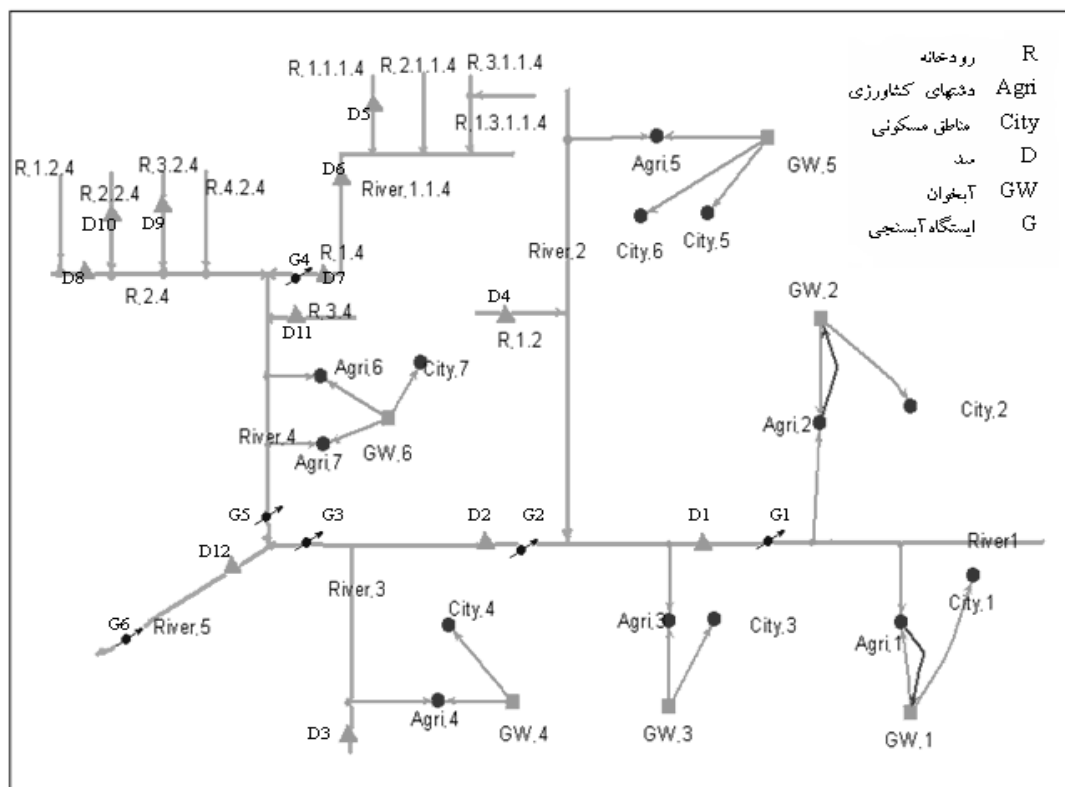 R رودخانه
Agri دشتهای کشاورزی
City مناطق مسکونی
D سد
GW آبخوان
G ایستگاه آبسنجی
R.1.1.1.4
R.2.1.1.4
R.3.1.1.4
D5
R.1.3.1.1.4
D6
River.1.1.4
R.1.2.4
R.2.2.4
R.3.2.4
R.4.2.4
D10
D9
D8
R.2.4
G4
R.1.4
D7
D11
R.3.4
Agri.5
GW.5
City.6
City.5
River.2
D4
R.1.2
GW.2
Agri.2
City.2
Agri.6
City.7
River.4
Agri.7
GW.6
G5
G3
D2
G2
D1
G1
River1
D12
River.3
G6
River.5
City.4
Agri.4
GW.4
D3
Agri.3
City.3
GW.3
City.1
Agri.1
GW.1